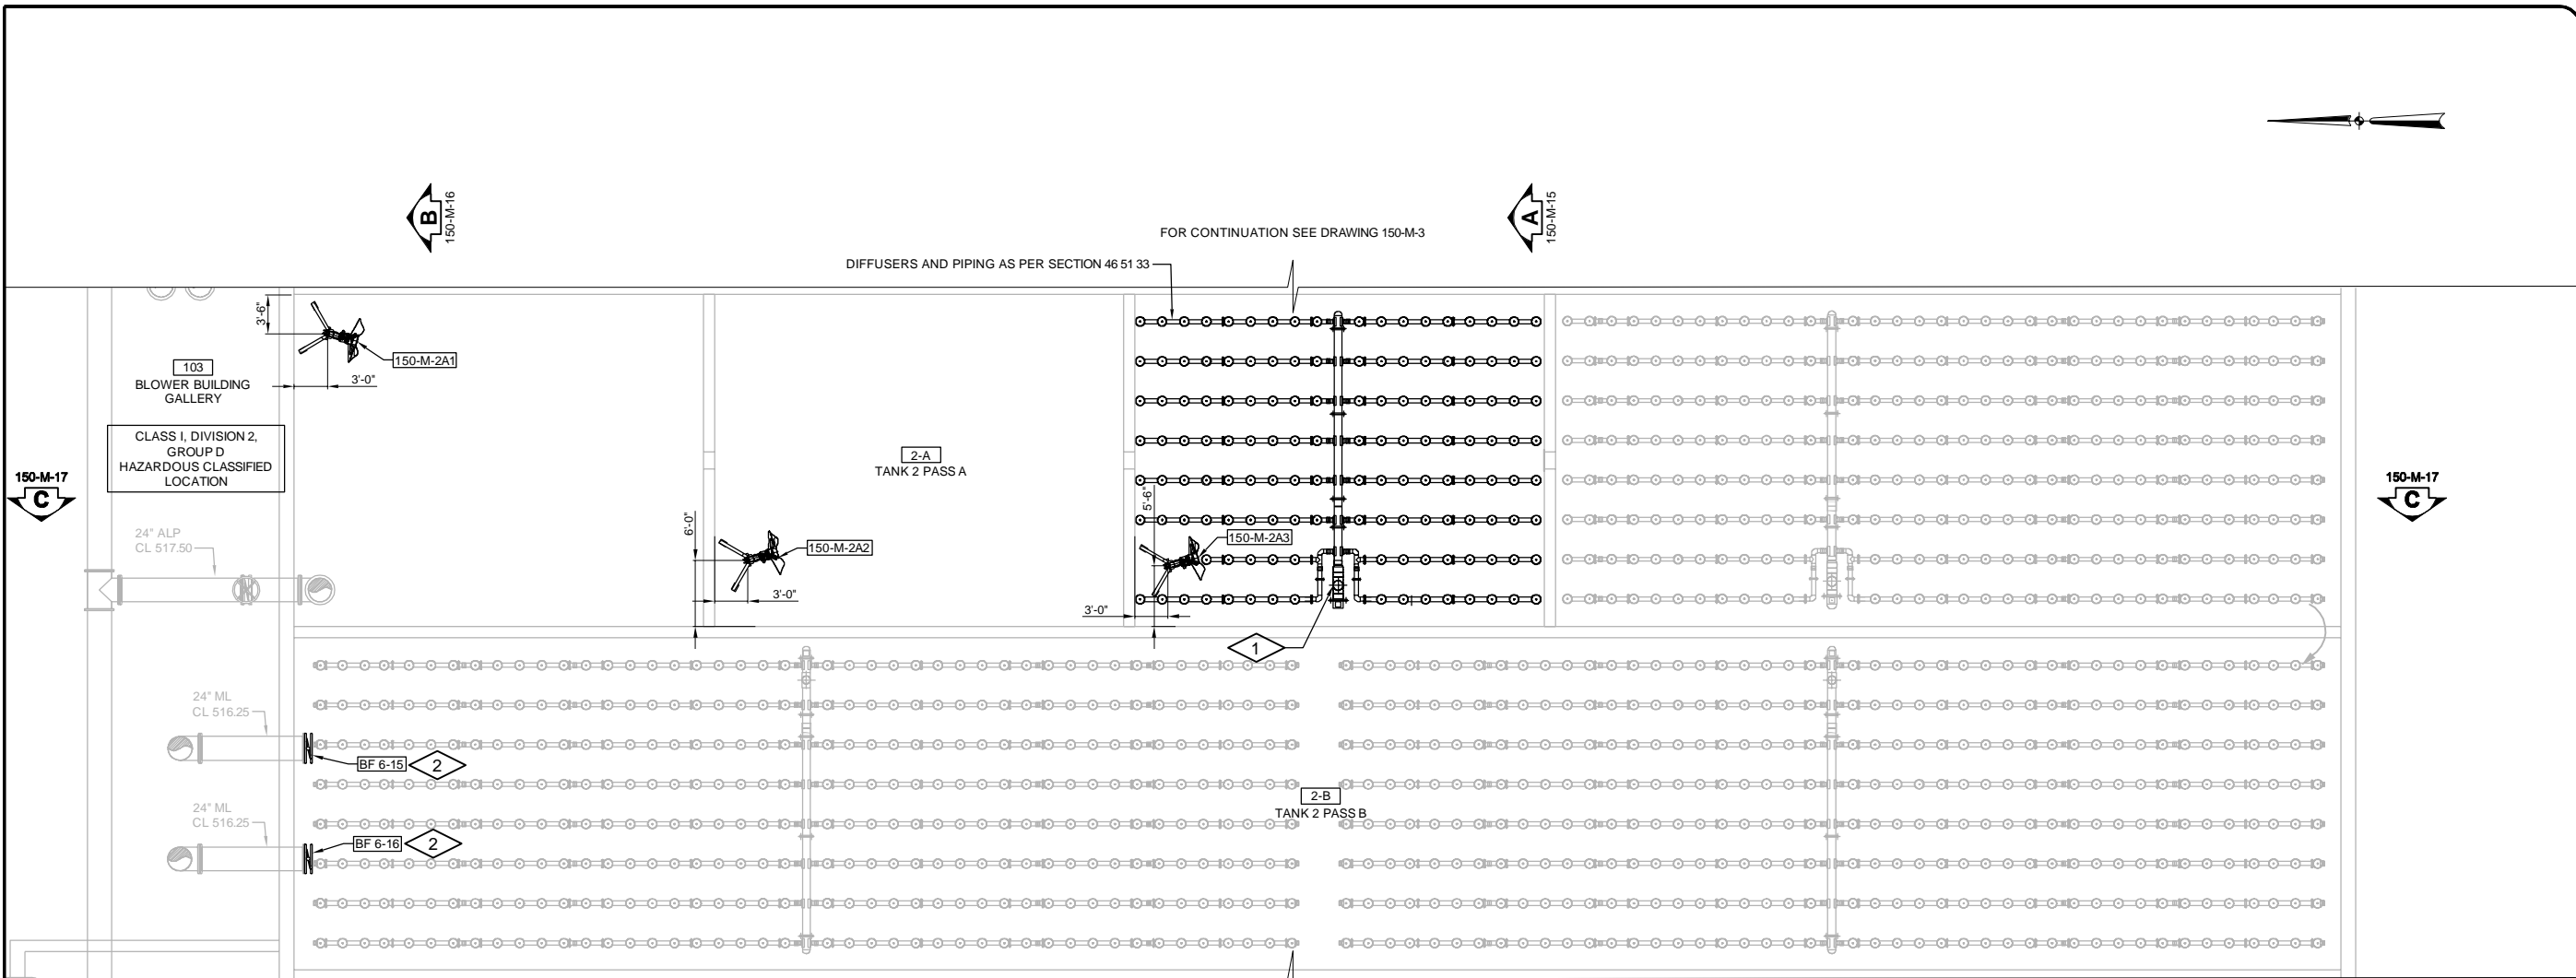 B
150-M-16
A
150-M-15
FOR CONTINUATION SEE DRAWING 150-M-3
DIFFUSERS AND PIPING AS PER SECTION 46 51 33
3'-6"
150-M-2A1
3'-0"
103
BLOWER BUILDING
GALLERY
CLASS I, DIVISION 2,
GROUP D
HAZARDOUS CLASSIFIED
LOCATION
2-A
TANK 2 PASS A
150-M-17
C
150-M-17
C
24" ALP
CL 517.50
6'-0"
150-M-2A2
3'-0"
5'-6"
150-M-2A3
3'-0"
1
24" ML
CL 516.25
BF 6-15
2
24" ML
CL 516.25
BF 6-16
2
2-B
TANK 2 PASS B